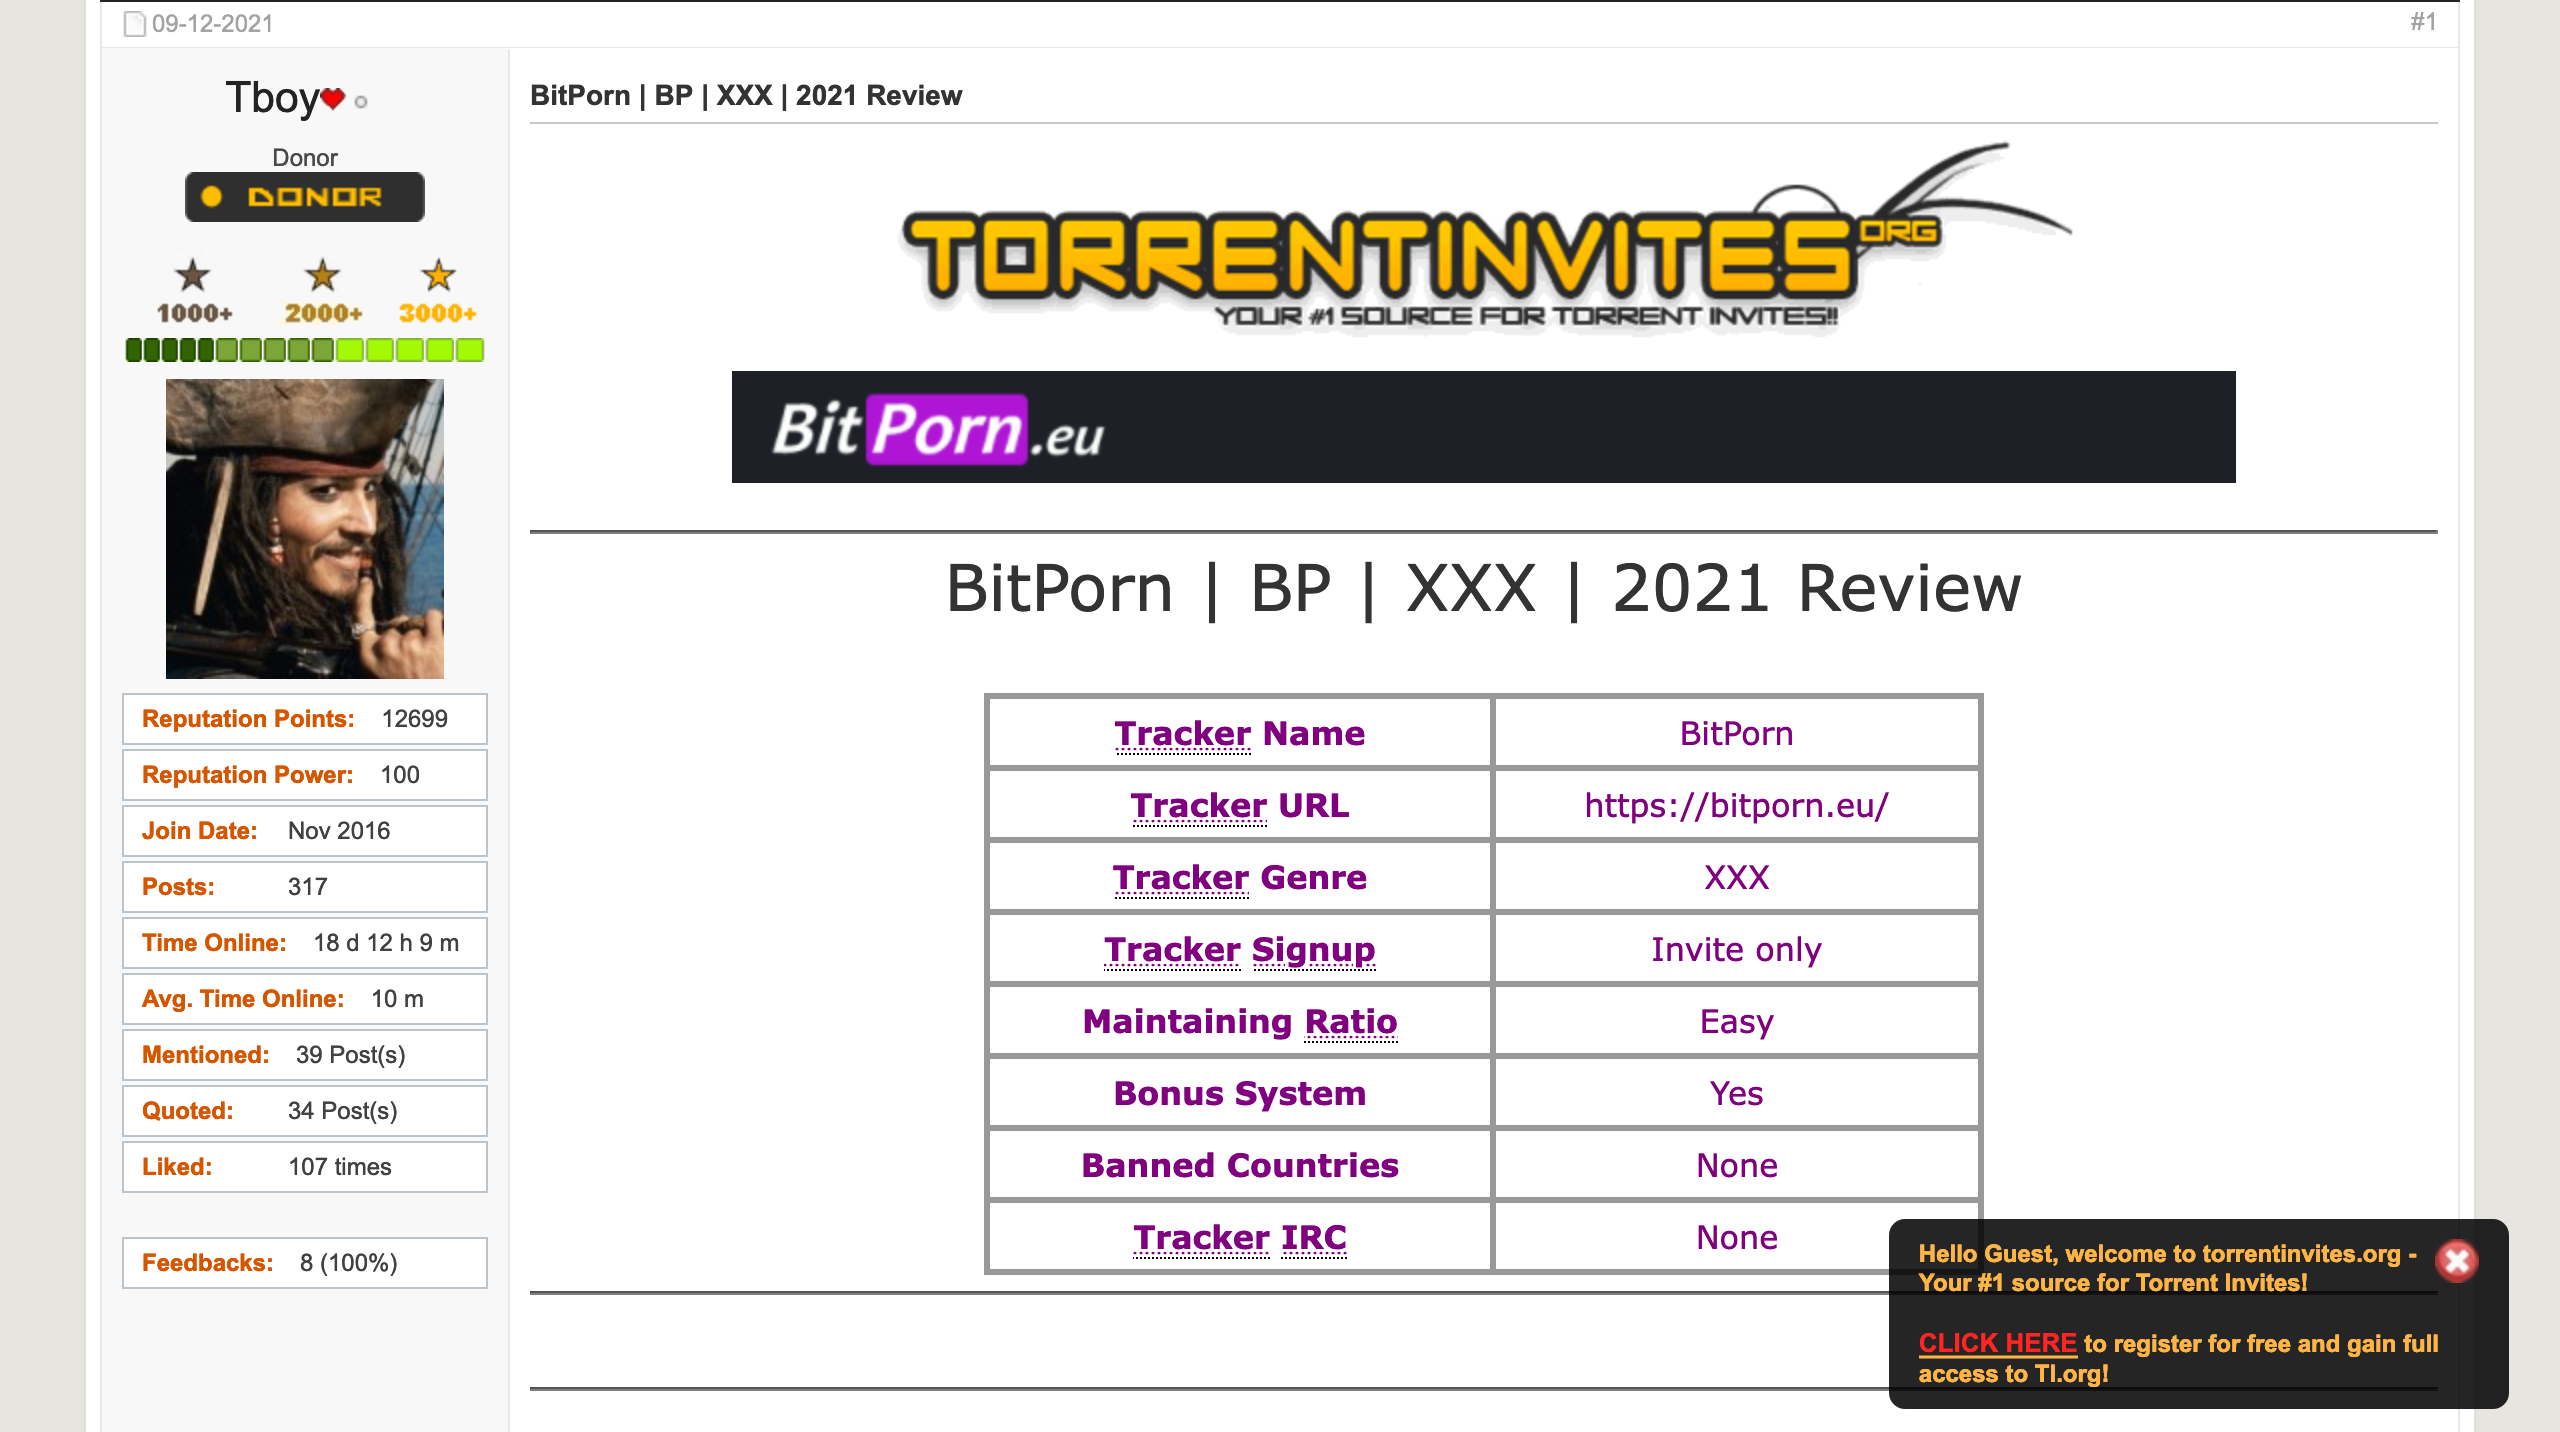 09-12-2021
#1
Tboy
Donor
DONOR
1000+ 2000+ 3000+
Reputation Points: 12699
Reputation Power: 100
Join Date: Nov 2016
Posts: 317
Time Online: 18 d 12 h 9 m
Avg. Time Online: 10 m
Mentioned: 39 Post(s)
Quoted: 34 Post(s)
Liked: 107 times
Feedbacks: 8 (100%)
BitPorn | BP | XXX | 2021 Review
TORRENTINVITES.ORG
YOUR #1 SOURCE FOR TORRENT INVITES!!
BitPorn.eu
BitPorn | BP | XXX | 2021 Review
Tracker Name BitPorn
Tracker URL https://bitporn.eu/
Tracker Genre XXX
Tracker Signup Invite only
Maintaining Ratio Easy
Bonus System Yes
Banned Countries None
Tracker IRC None
Hello Guest, welcome to torrentinvites.org -
Your #1 source for Torrent Invites!
CLICK HERE to register for free and gain full
access to TI.org!